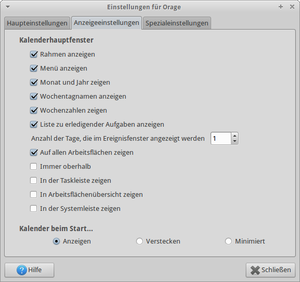 Einstellungen für Orage
Haupteinstellungen Anzeigeeinstellungen Spezialeinstellungen
Kalenderhauptfenster
Rahmen anzeigen
Menü anzeigen
Monat und Jahr zeigen
Wochentagnamen anzeigen
Wochenzahlen zeigen
Liste zu erledigender Aufgaben anzeigen
Anzahl der Tage, die im Ereignisfenster angezeigt werden 1
Auf allen Arbeitsflächen zeigen
Immer oberhalb
In der Taskleiste zeigen
In Arbeitsflächenübersicht zeigen
In der Systemleiste zeigen
Kalender beim Start...
Anzeigen Verstecken Minimiert
Hilfe Schließen